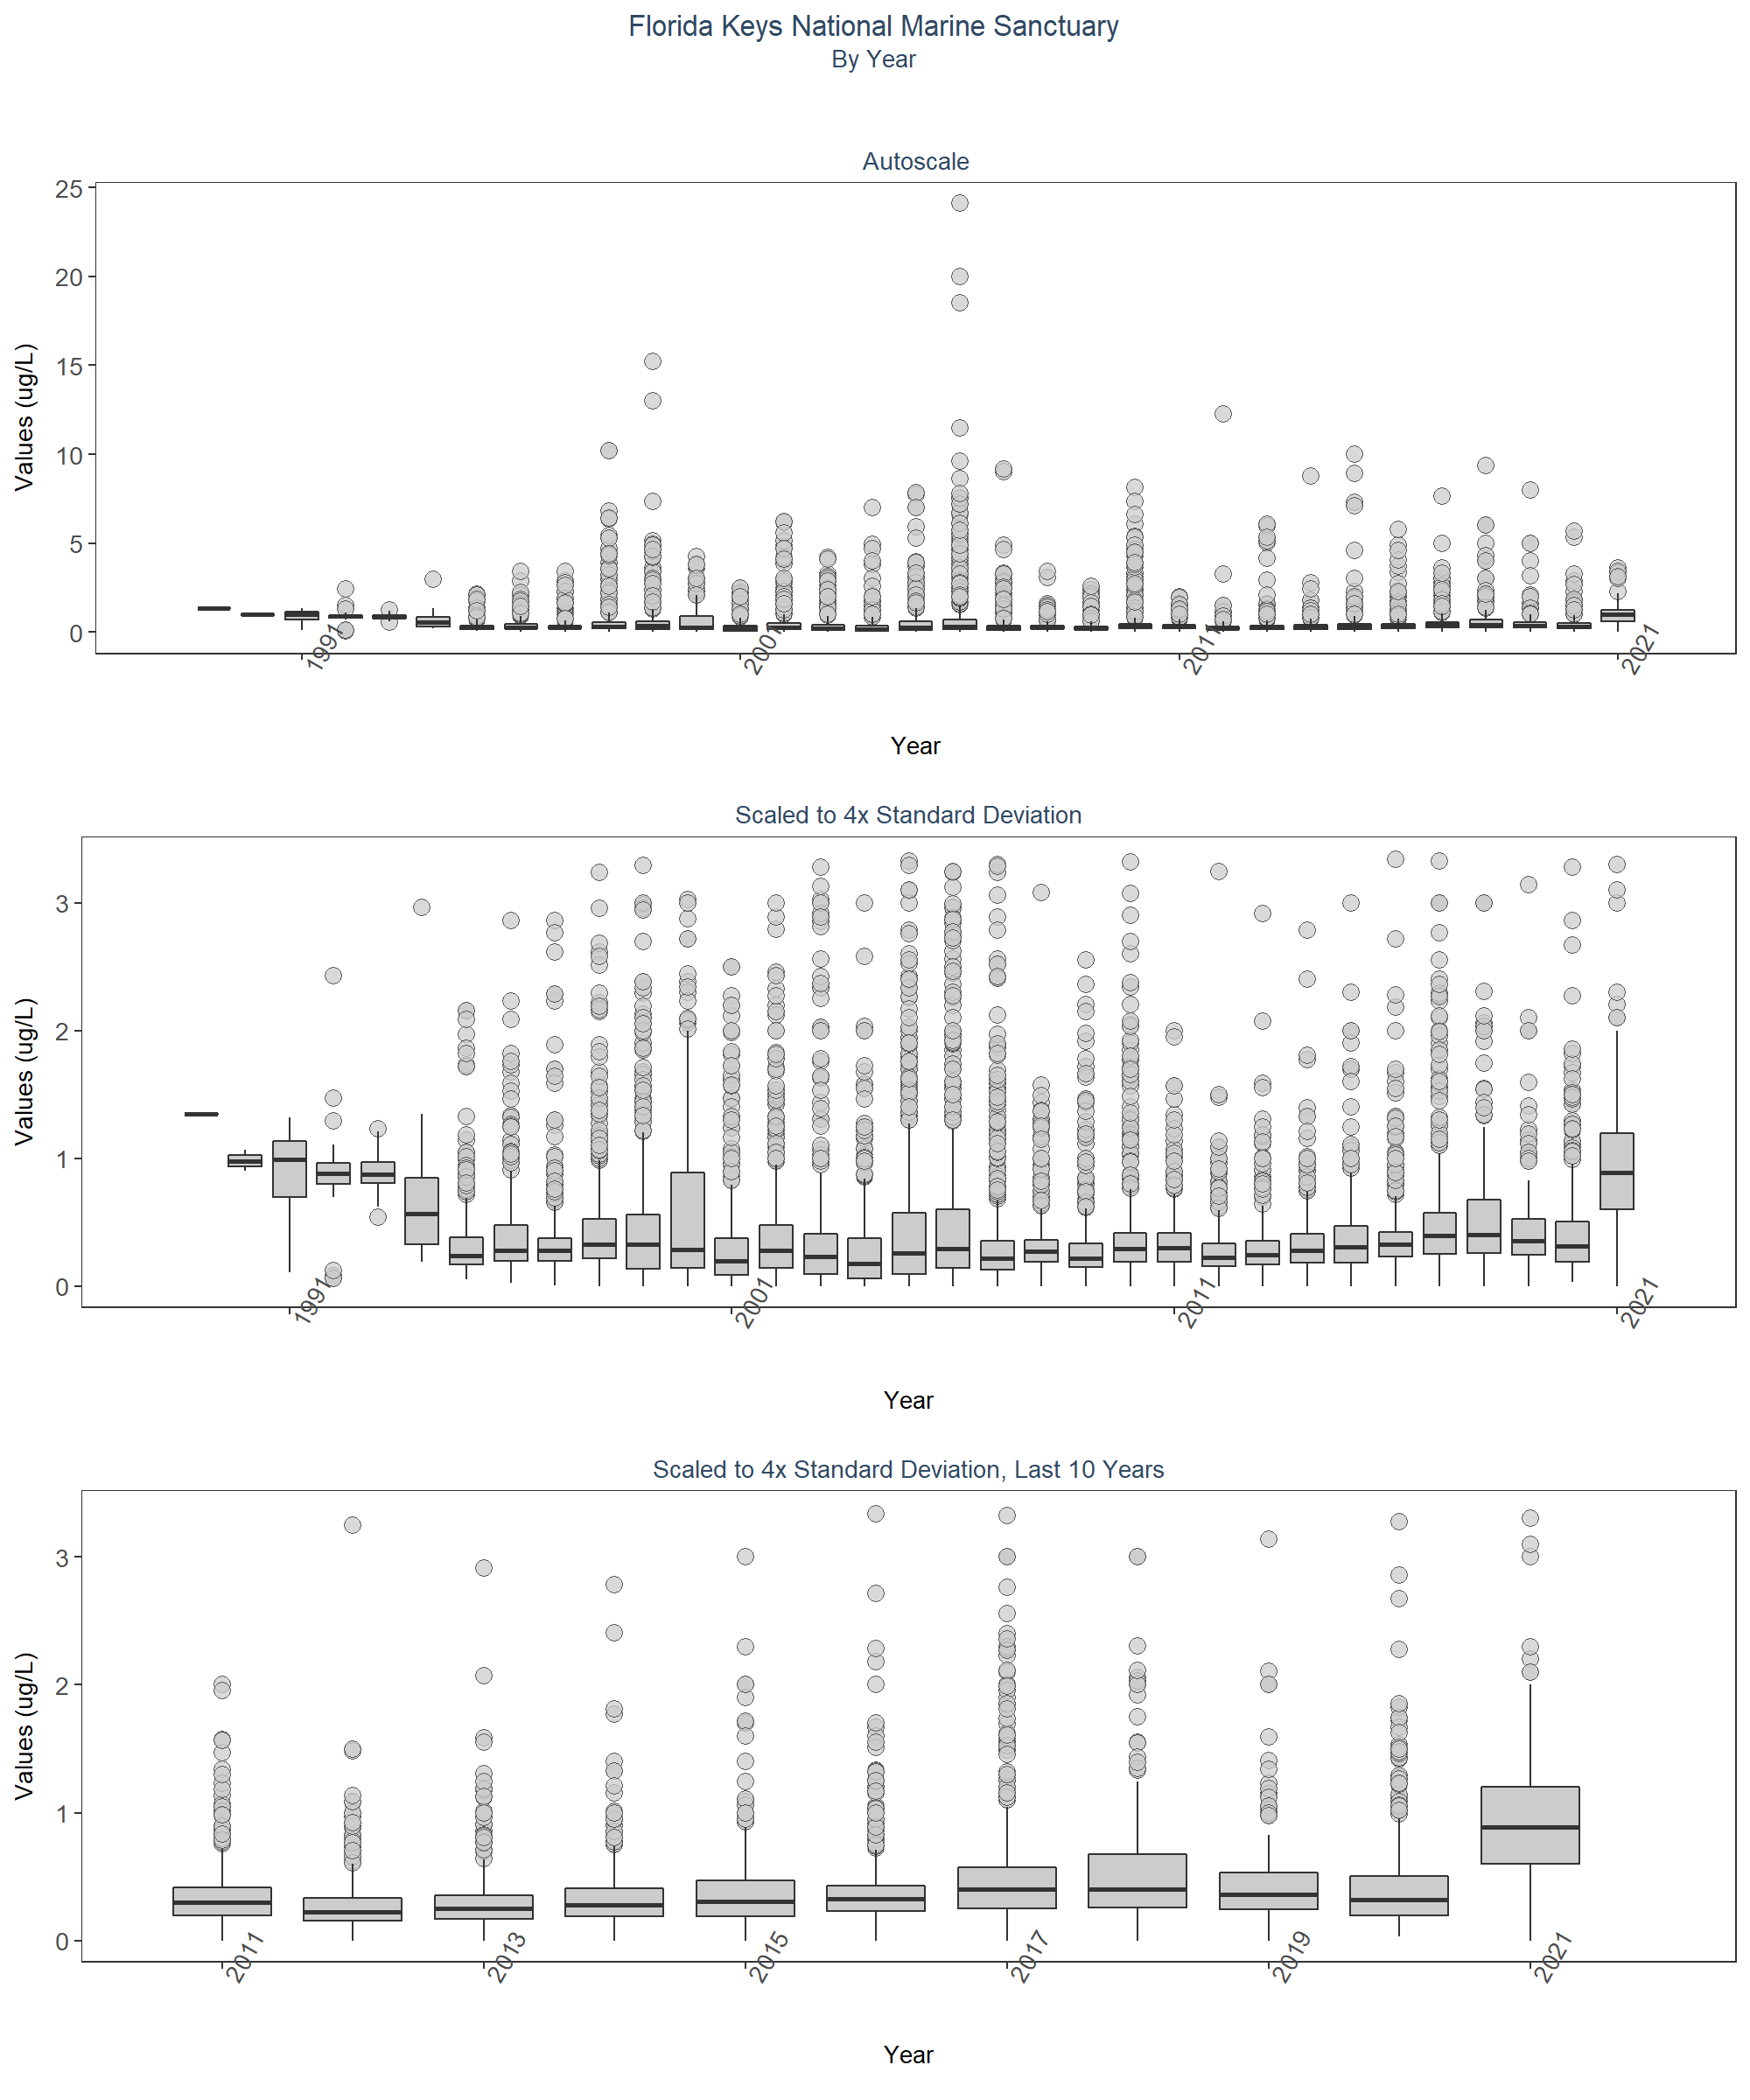 Florida Keys National Marine Sanctuary
By Year
Autoscale
Values (ug/L)
25
20
15
10
5
0
1991
2001
2011
2021
Year
Scaled to 4x Standard Deviation
Values (ug/L)
3
2
1
0
1991
2001
2011
2021
Year
Scaled to 4x Standard Deviation, Last 10 Years
Values (ug/L)
3
2
1
0
2011
2013
2015
2017
2019
2021
Year